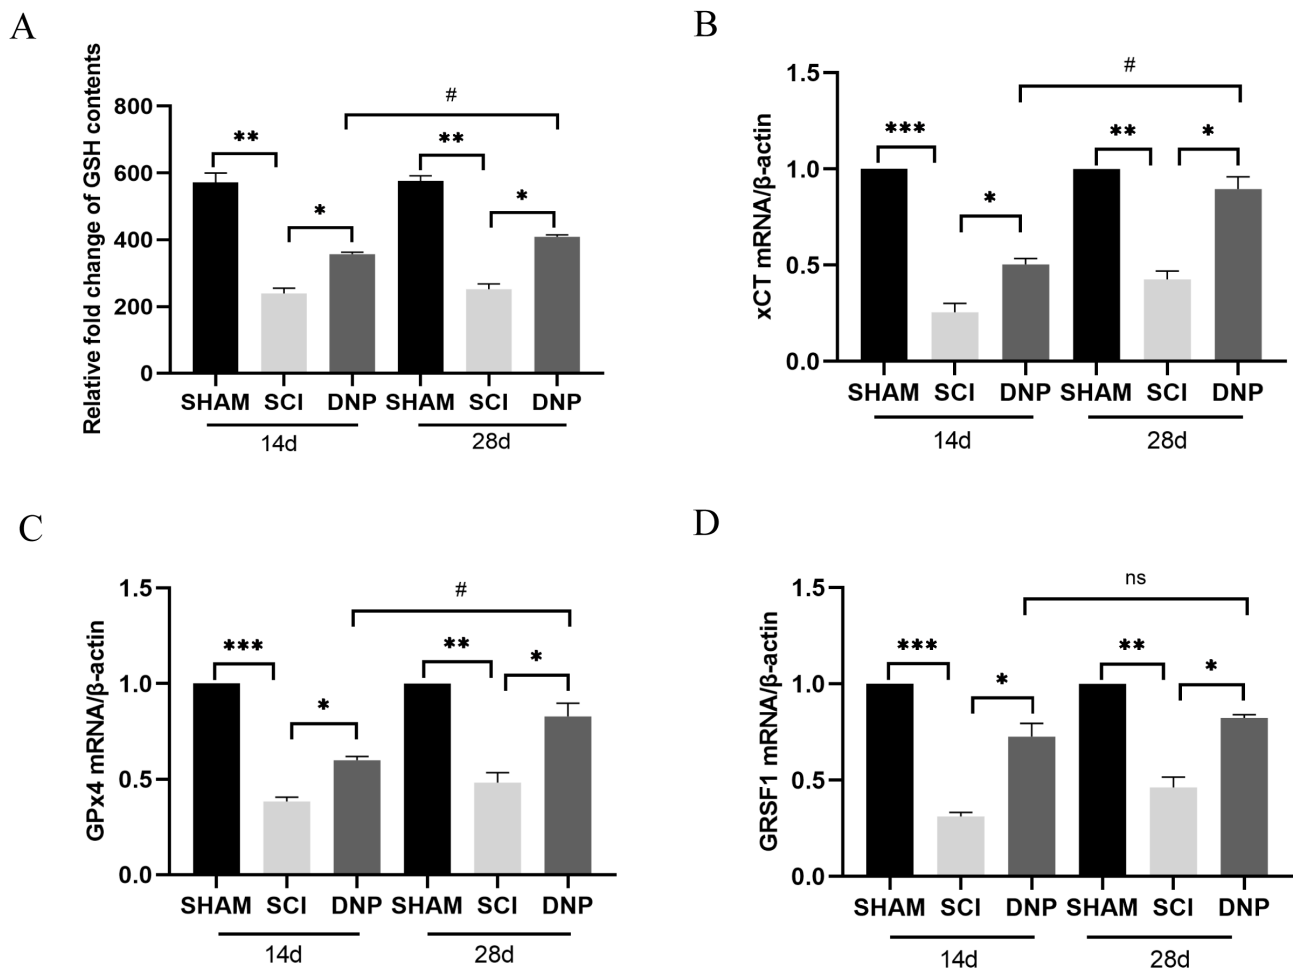 A
Relative fold change of GSH contents
800
600
400
200
0
**
*
**
*
#
SHAM SCI DNP SHAM SCI DNP
14d 28d
B
xCT mRNA/β-actin
1.5
1.0
0.5
0.0
***
*
**
*
#
SHAM SCI DNP SHAM SCI DNP
14d 28d
C
GPx4 mRNA/β-actin
1.5
1.0
0.5
0.0
***
*
**
*
#
SHAM SCI DNP SHAM SCI DNP
14d 28d
D
GRSF1 mRNA/β-actin
1.5
1.0
0.5
0.0
***
*
**
*
ns
SHAM SCI DNP SHAM SCI DNP
14d 28d